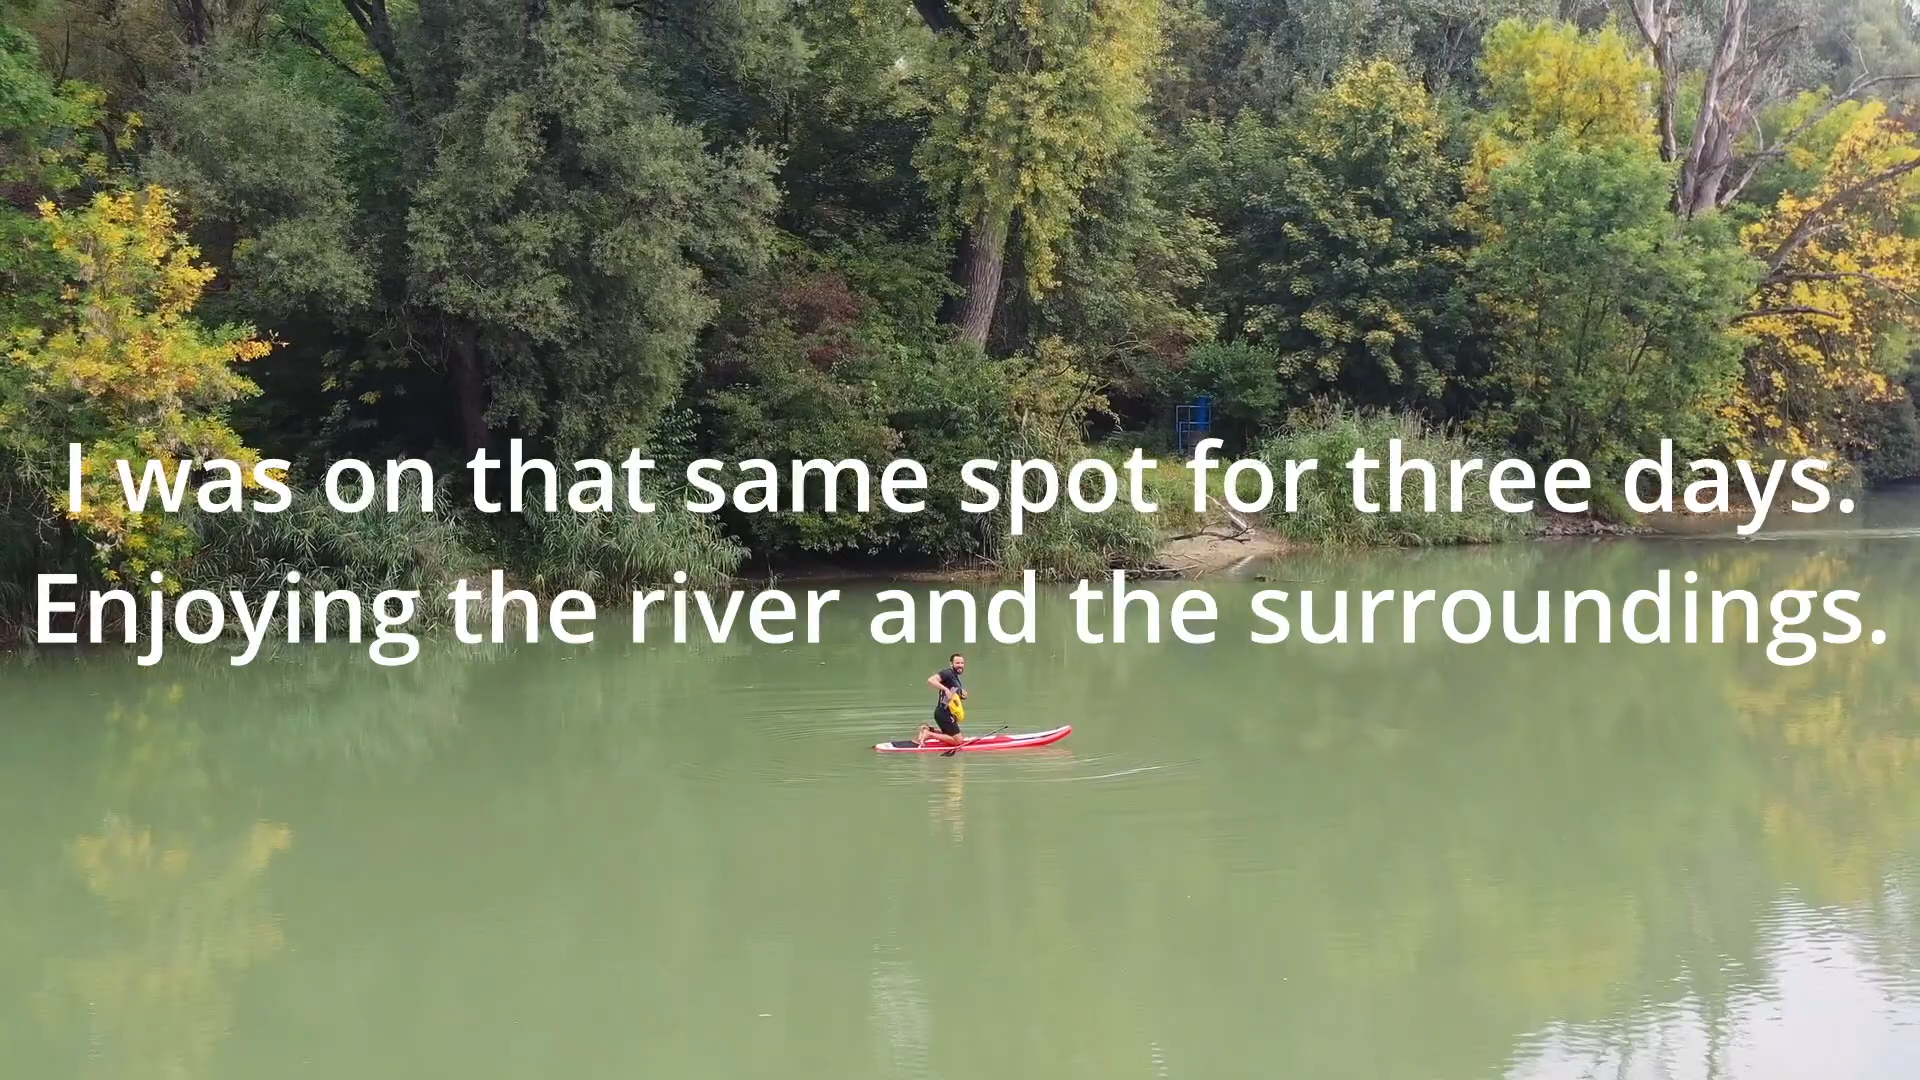 I was on that same spot for three days.
Enjoying the river and the surroundings.